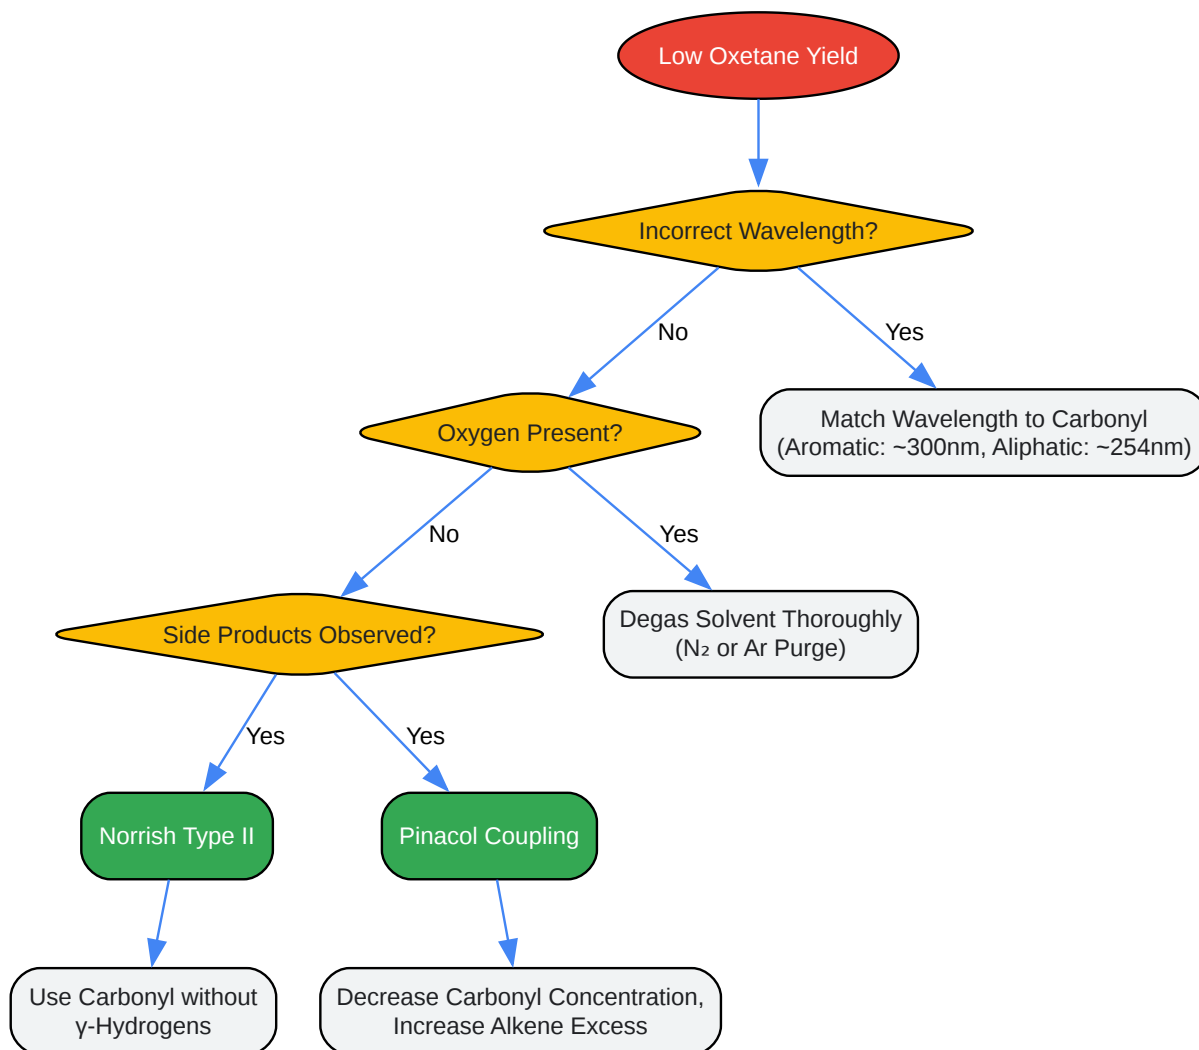 Low Oxetane Yield
Incorrect Wavelength?
No
Yes
Match Wavelength to Carbonyl
(Aromatic: ~300nm, Aliphatic: ~254nm)
Oxygen Present?
No
Yes
Degas Solvent Thoroughly
(N₂ or Ar Purge)
Side Products Observed?
Yes
Yes
Norrish Type II
Pinacol Coupling
Use Carbonyl without
γ-Hydrogens
Decrease Carbonyl Concentration,
Increase Alkene Excess